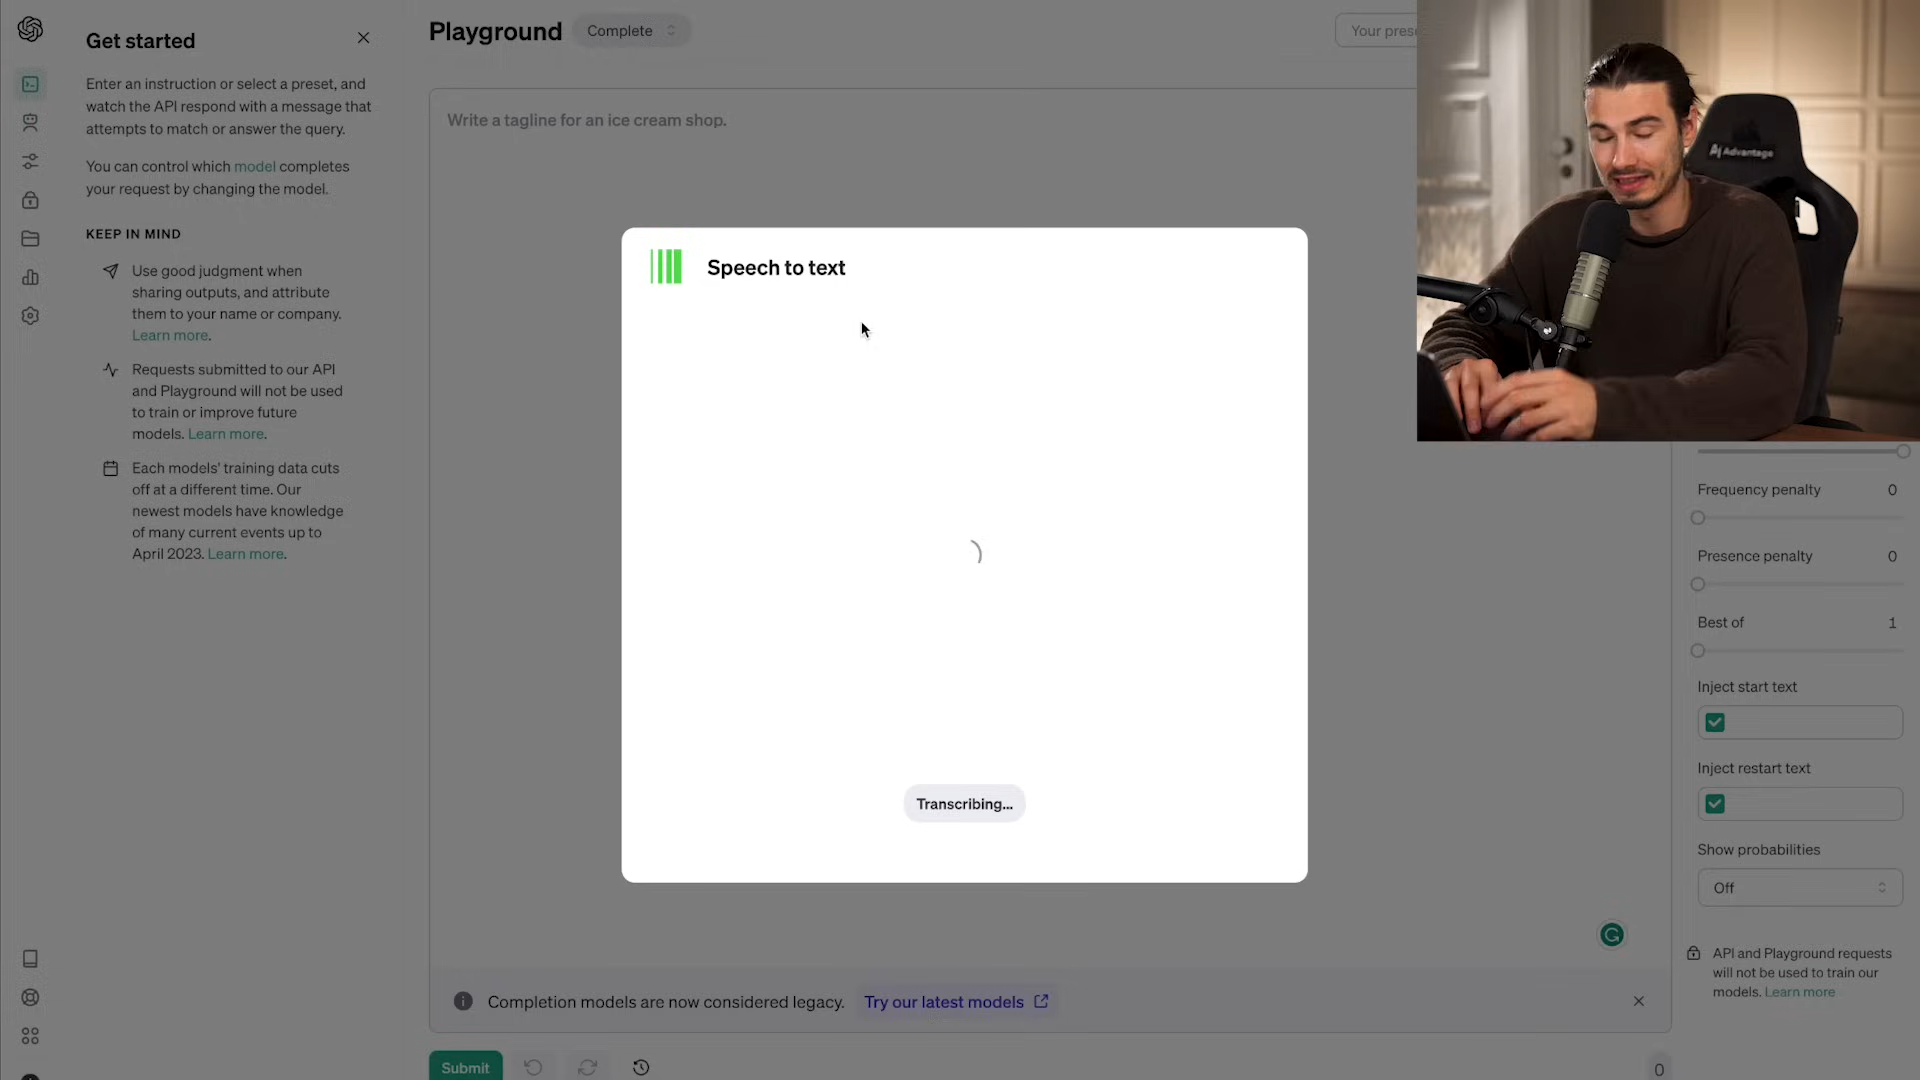 Get started
Enter an instruction or select a preset, and
watch the API respond with a message that
attempts to match or answer the query.
You can control which model completes
your request by changing the model.
KEEP IN MIND
Use good judgment when
sharing outputs, and attribute
them to your name or company.
Learn more.
Requests submitted to our API
and Playground will not be used
to train or improve future
models. Learn more.
Each models' training data cuts
off at a different time. Our
newest models have knowledge
of many current events up to
April 2023. Learn more.
Playground
Complete
Your prese
Write a tagline for an ice cream shop.
Speech to text
Transcribing...
AI Advantage
Frequency penalty 0
Presence penalty 0
Best of 1
Inject start text
Inject restart text
Show probabilities
Off
API and Playground requests
will not be used to train our
models. Learn more
Completion models are now considered legacy. Try our latest models
Submit
0